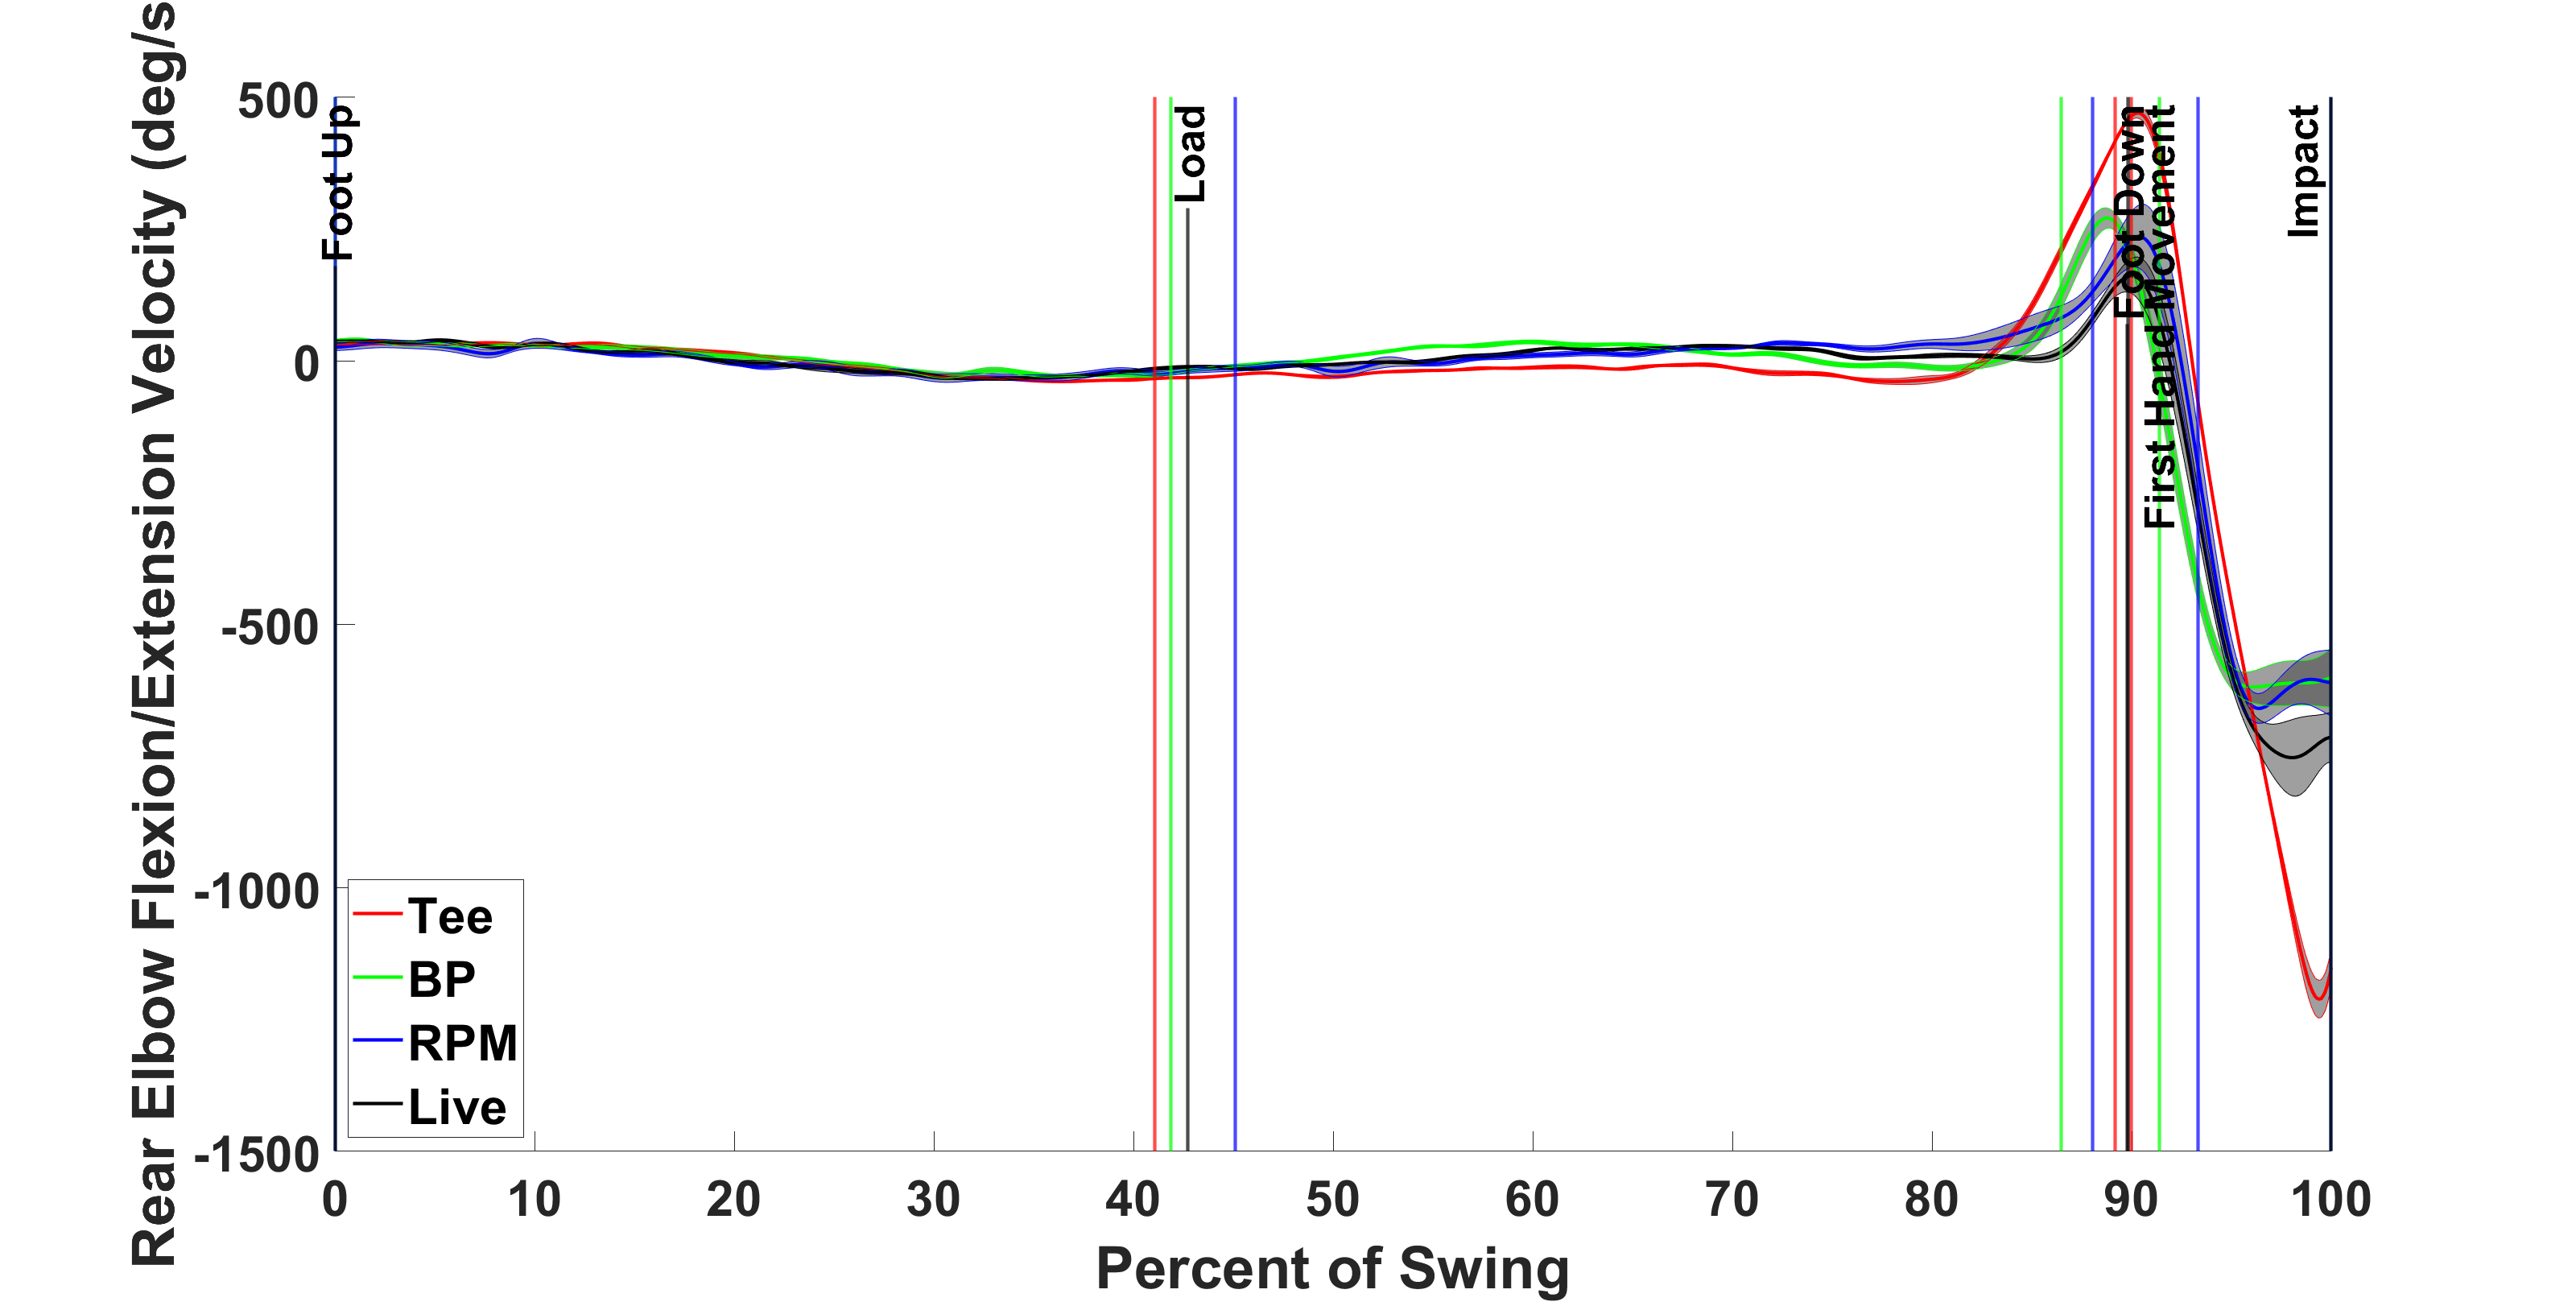 Rear Elbow Flexion/Extension Velocity (deg/s
500
0
-500
-1000
-1500
Foot Up
Load
Foot Down
First Hand Movement
Impact
Tee
BP
RPM
Live
0 10 20 30 40 50 60 70 80 90 100
Percent of Swing